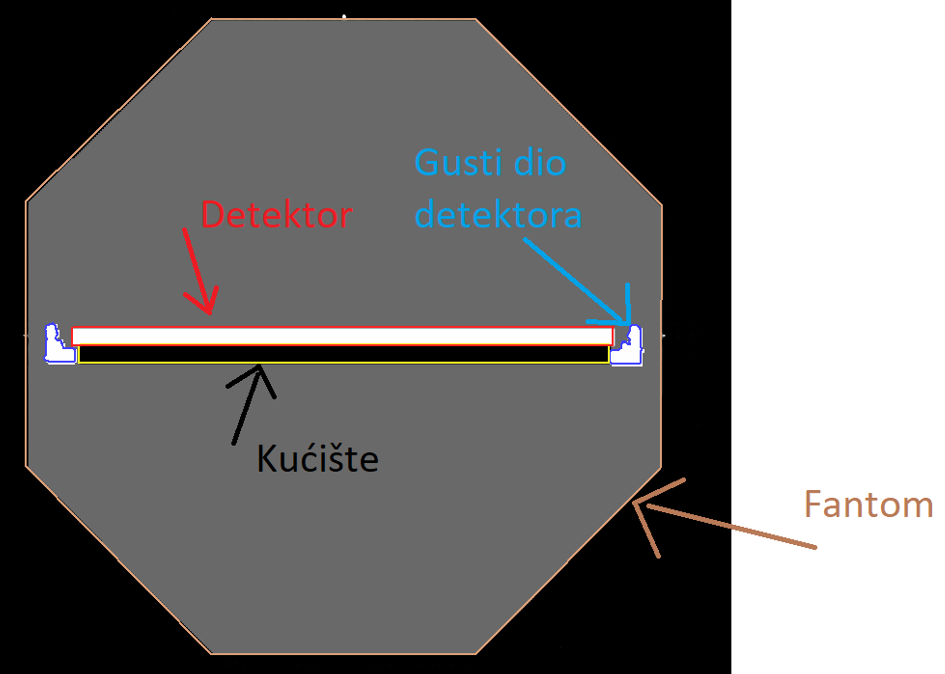 Gusti dio
detektora
Detektor
Kućište
Fantom